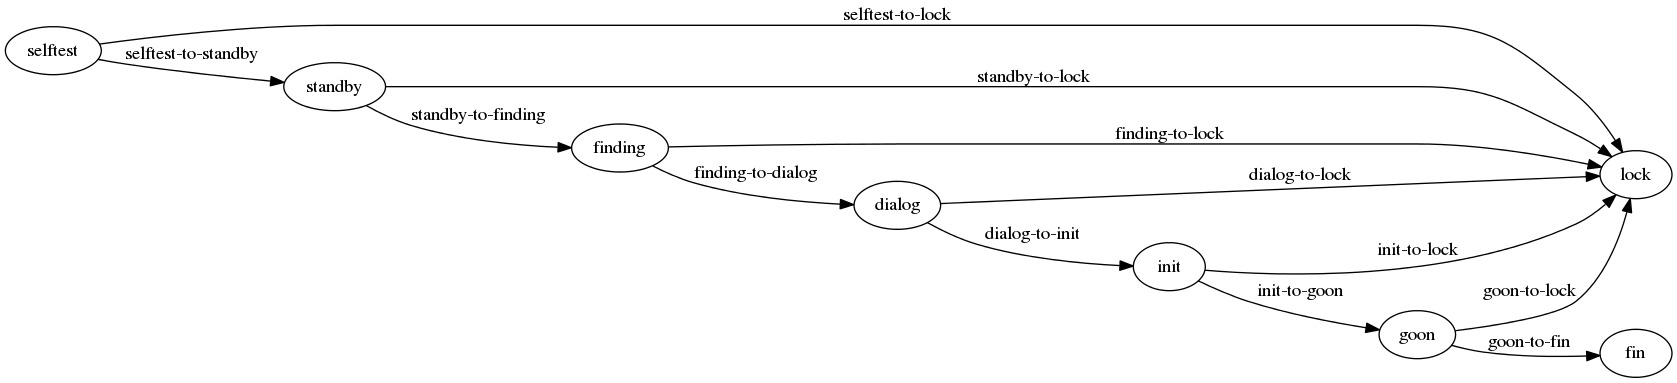 selftest-to-lock
selftest
selftest-to-standby
standby-to-lock
standby
standby-to-finding
finding-to-lock
finding
finding-to-dialog
dialog-to-lock
lock
dialog
dialog-to-init
init-to-lock
init
init-to-goon
goon-to-lock
goon
goon-to-fin
fin